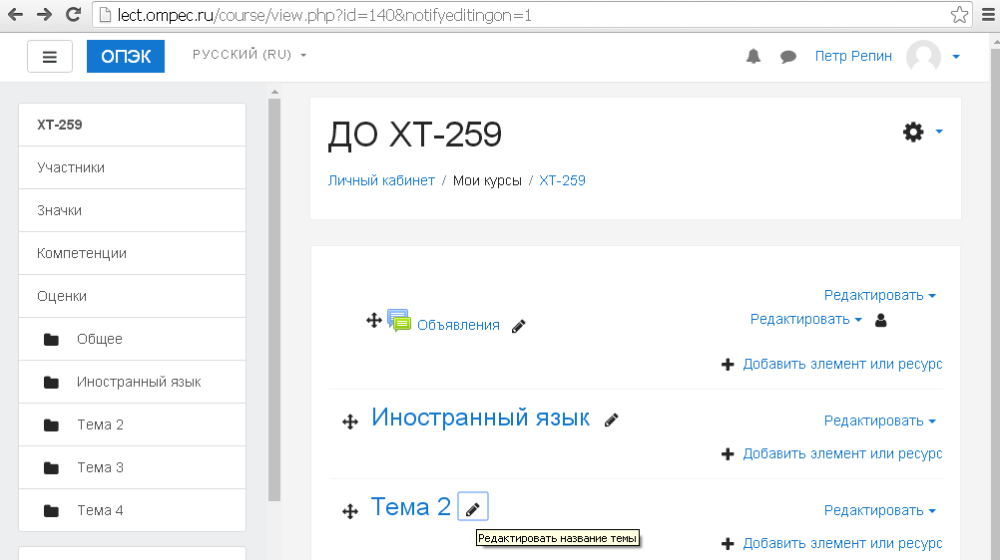 lect.ompec.ru/course/view.php?id=140&notifyeditingon=1
ОПЭК РУССКИЙ (RU) Петр Репин
ХТ-259
Участники
Значки
Компетенции
Оценки
Общее
Иностранный язык
Тема 2
Тема 3
Тема 4
ДО ХТ-259
Личный кабинет / Мои курсы / ХТ-259
Редактировать
Объявления Редактировать
Добавить элемент или ресурс
Иностранный язык Редактировать
Добавить элемент или ресурс
Тема 2 Редактировать
Редактировать название темы
Добавить элемент или ресурс